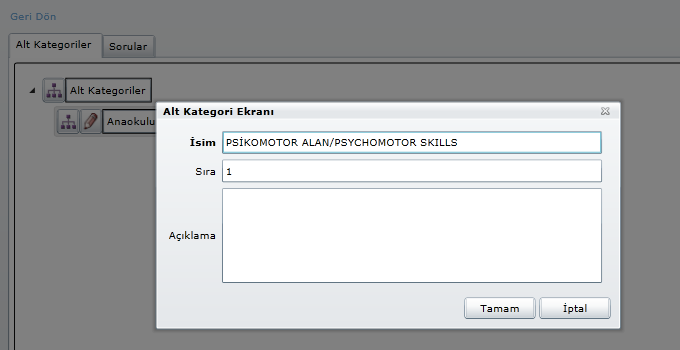 Geri Dön
Alt Kategoriler
Sorular
Alt Kategoriler
Anaokulu
Alt Kategori Ekranı
İsim
PSİKOMOTOR ALAN/PSYCHOMOTOR SKILLS
Sıra
1
Açıklama
Tamam
İptal